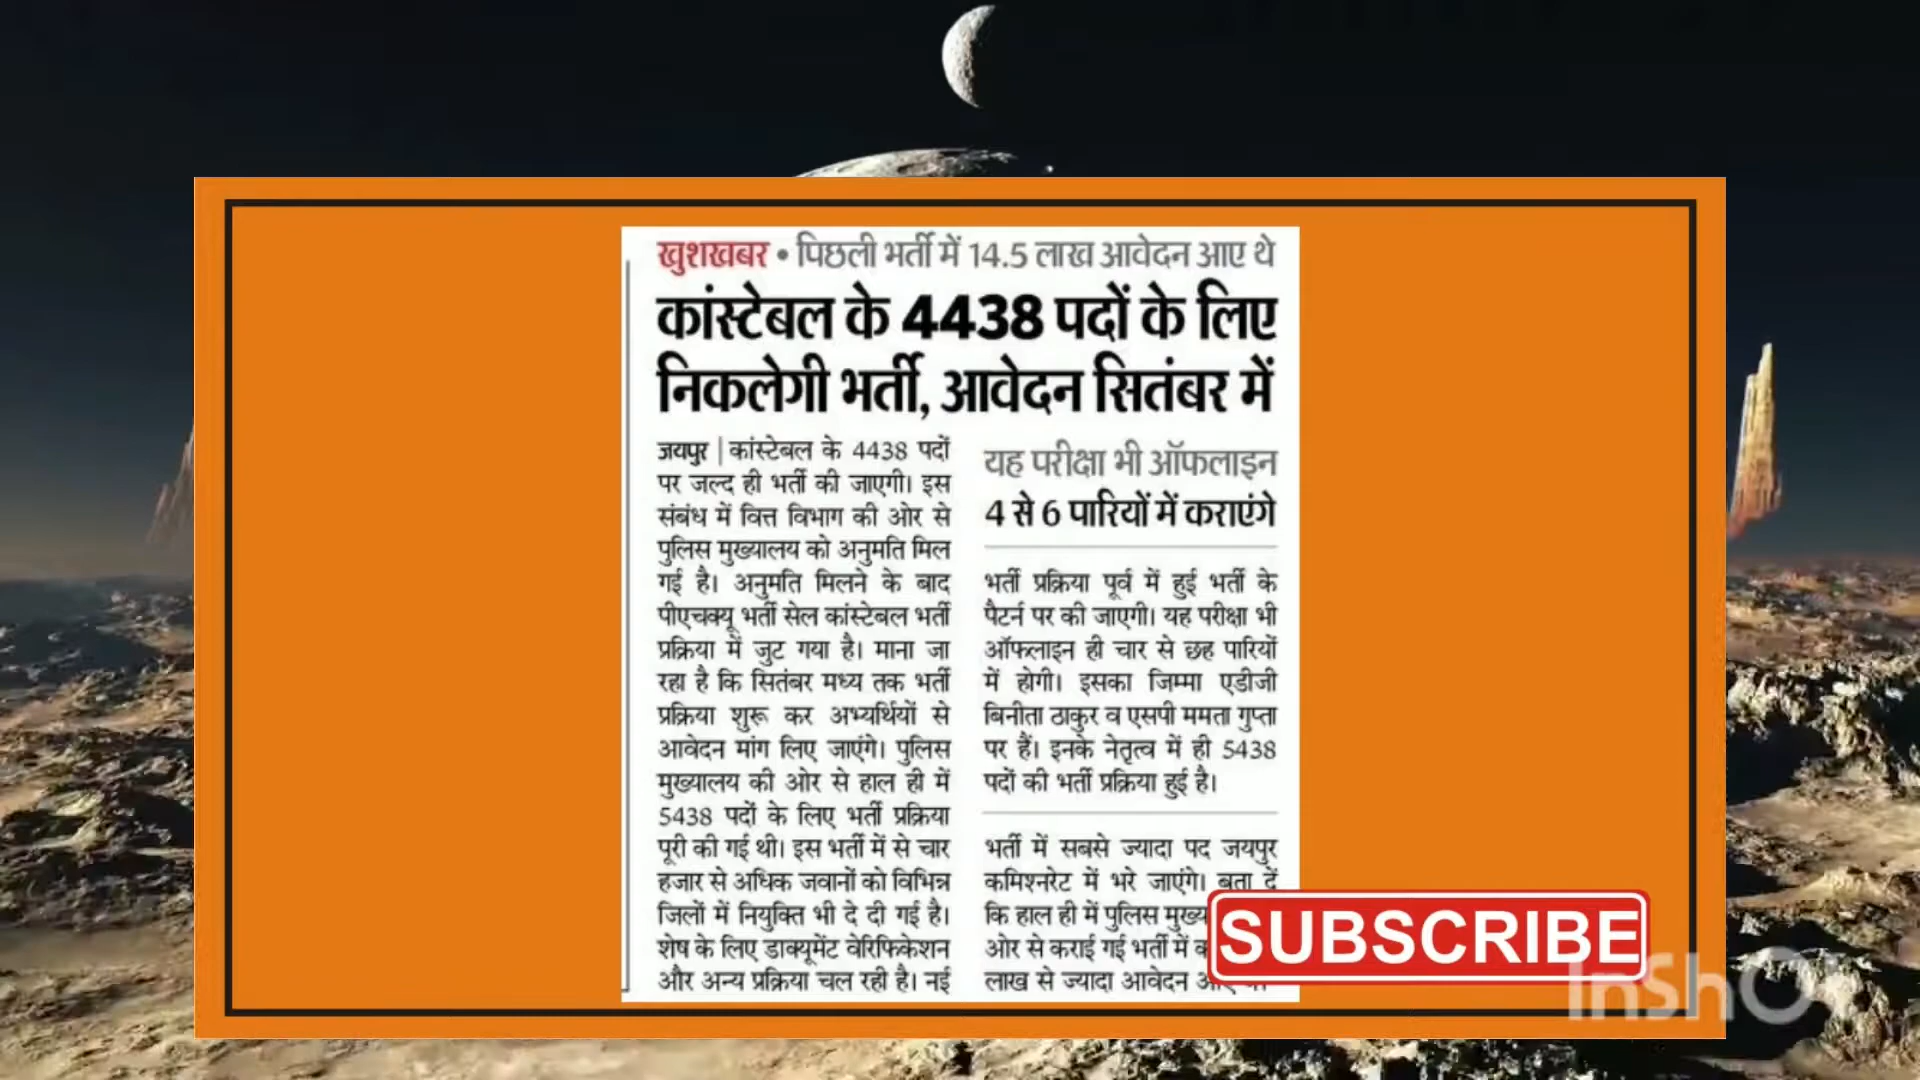 खुशखबर • पिछली भर्ती में 14.5 लाख आवेदन आए थे
कांस्टेबल के 4438 पदों के लिए
निकलेगी भर्ती, आवेदन सितंबर में
जयपुर | कांस्टेबल के 4438 पदों
पर जल्द ही भर्ती की जाएगी। इस
संबंध में वित्त विभाग की ओर से
पुलिस मुख्यालय को अनुमति मिल
गई है। अनुमति मिलने के बाद
पीएचक्यू भर्ती सेल कांस्टेबल भर्ती
प्रक्रिया में जुट गया है। माना जा
रहा है कि सितंबर मध्य तक भर्ती
प्रक्रिया शुरू कर अभ्यर्थियों से
आवेदन मांग लिए जाएंगे। पुलिस
मुख्यालय की ओर से हाल ही में
5438 पदों के लिए भर्ती प्रक्रिया
पूरी की गई थी। इस भर्ती में से चार
हजार से अधिक जवानों को विभिन्न
जिलों में नियुक्ति भी दे दी गई है।
शेष के लिए डाक्यूमेंट वेरिफिकेशन
और अन्य प्रक्रिया चल रही है। नई
यह परीक्षा भी ऑफलाइन
4 से 6 पारियों में कराएंगे
भर्ती प्रक्रिया पूर्व में हुई भर्ती के
पैटर्न पर की जाएगी। यह परीक्षा भी
ऑफलाइन ही चार से छह पारियों
में होगी। इसका जिम्मा एडीजी
बिनीता ठाकुर व एसपी ममता गुप्ता
पर हैं। इनके नेतृत्व में ही 5438
पदों की भर्ती प्रक्रिया हुई है।
भर्ती में सबसे ज्यादा पद जयपुर
कमिश्नरेट में भरे जाएंगे। बता दें
कि हाल ही में पुलिस
ओर से कराई गई भर्ती में
लाख से ज्यादा आवेदन
SUBSCRIBE
InShO